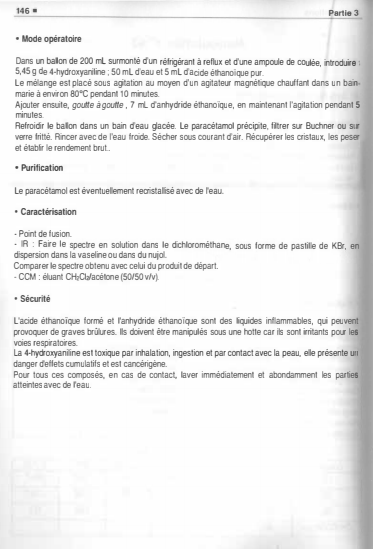 146 ■ Partie 3
• Mode opératoire
Dans un ballon de 200 mL surmonté d'un réfrigérant à reflux et d'une ampoule de coulée, introduire :
5,45 g de 4-hydroxyaniline ; 50 mL d'eau et 5 mL d'acide éthanoïque pur.
Le mélange est placé sous agitation au moyen d'un agitateur magnétique chauffant dans un bain-
marie à environ 80°C pendant 10 minutes.
Ajouter ensuite, goutte à goutte , 7 mL d'anhydride éthanoïque, en maintenant l'agitation pendant 5
minutes.
Refroidir le ballon dans un bain d'eau glacée. Le paracétamol précipite, filtrer sur Buchner ou sur
verre fritté. Rincer avec de l'eau froide. Sécher sous courant d'air. Récupérer les cristaux, les peser
et établir le rendement brut..
• Purification
Le paracétamol est éventuellement recristallisé avec de l'eau.
• Caractérisation
- Point de fusion.
- IR : Faire le spectre en solution dans le dichlorométhane, sous forme de pastille de KBr, en
dispersion dans la vaseline ou dans du nujol.
Comparer le spectre obtenu avec celui du produit de départ.
- CCM : éluant CH₂Cl₂/acétone (50/50 v/v).
• Sécurité
L'acide éthanoïque formé et l'anhydride éthanoïque sont des liquides inflammables, qui peuvent
provoquer de graves brûlures. Ils doivent être manipulés sous une hotte car ils sont irritants pour les
voies respiratoires.
La 4-hydroxyaniline est toxique par inhalation, ingestion et par contact avec la peau, elle présente un
danger d'effets cumulatifs et est cancérigène.
Pour tous ces composés, en cas de contact, laver immédiatement et abondamment les parties
atteintes avec de l'eau.